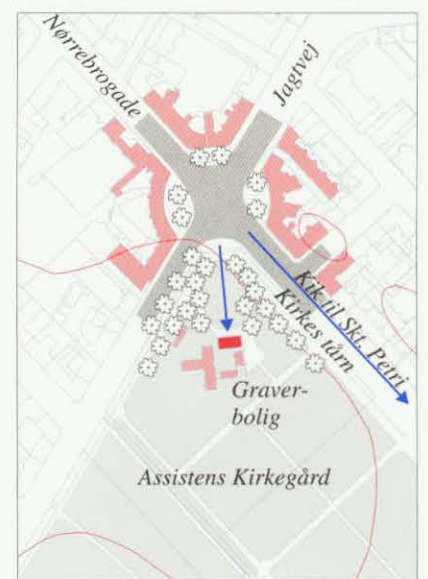 Nørrebrogade
Jagtvej
Kik til Skt. Petri
Kirkes tårn
Graver-
bolig
Assistens Kirkegård